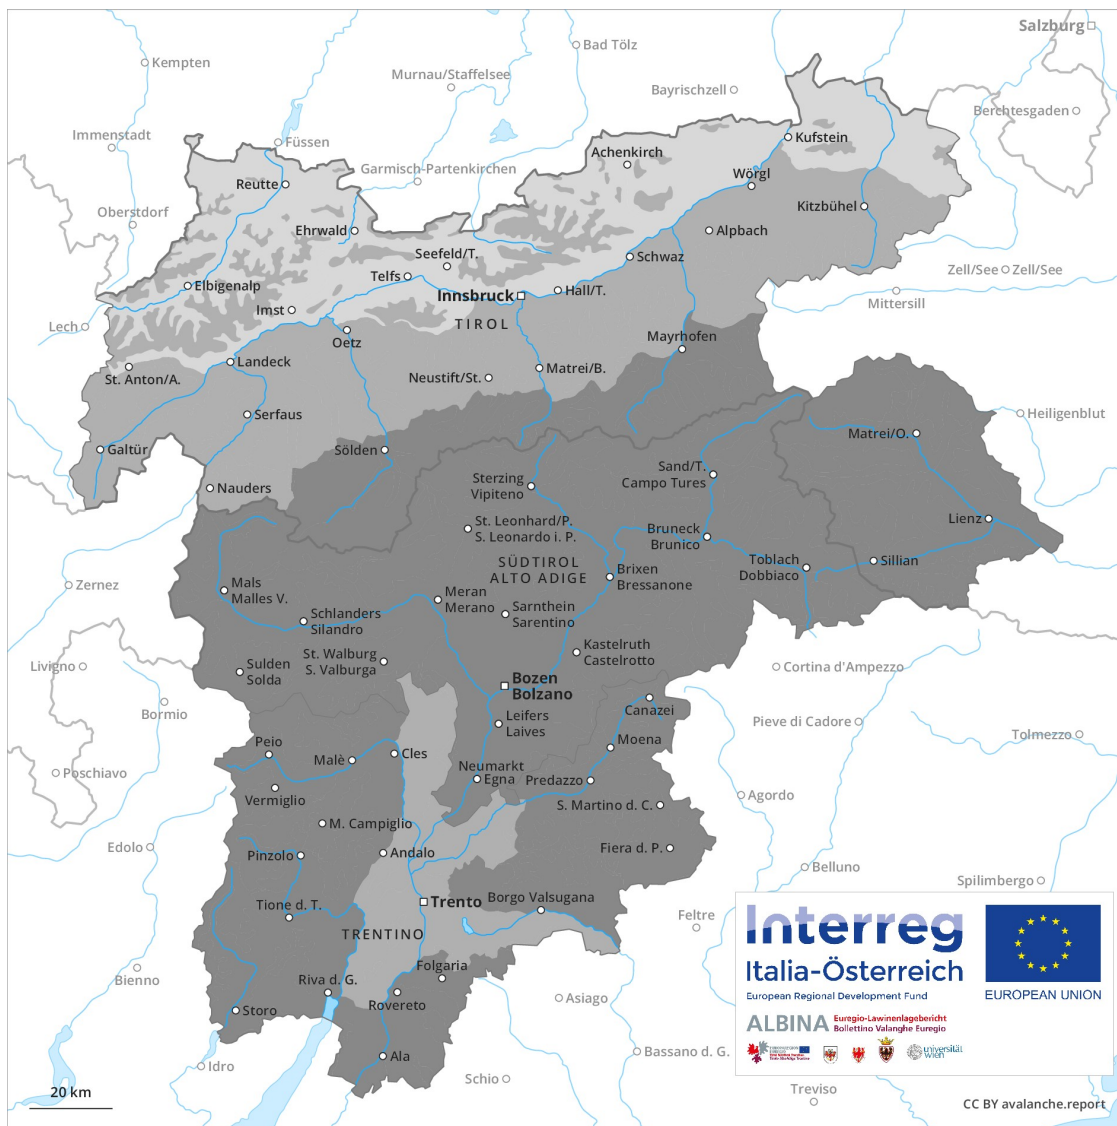 Salzburg
Bad Tölz
Kempten
Murnau/Staffelsee
Bayrischzell
Berchtesgaden
Immenstadt
Füssen
Kufstein
Achenkirch
Garmisch-Partenkirchen
Wörgl
Reutte
Kitzbühel
Oberstdorf
Ehrwald
Alpbach
Seefeld/T.
Schwaz
Telfs
Zell/See
Zell/See
Elbigenalp
Innsbruck
Hall/T.
Mittersill
Imst
TIROL
Lech
Oetz
Mayrhofen
Landeck
Matrei/B.
St. Anton/A.
Neustift/St.
Serfaus
Heiligenblut
Matrei/O.
Galtür
Sölden
Sand/T.
Campo Tures
Sterzing
Vipiteno
Nauders
St. Leonhard/P.
S. Leonardo i. P.
Lienz
Bruneck
Brunico
SÜDTIROL
ALTO ADIGE
Toblach
Dobbiaco
Sillian
Brixen
Bressanone
Zernez
Mals
Malles V.
Meran
Merano
Sarnthein
Sarentino
Schlanders
Silandro
Kastelruth
Castelrotto
St. Walburg
S. Valburga
Livigno
Sulden
Solda
Cortina d'Ampezzo
Bozen
Bolzano
Bormio
Canazei
Leifers
Laives
Pieve di Cadore
Tolmezzo
Peio
Moena
Malè
Cles
Poschiavo
Neumarkt
Egna
Predazzo
Vermiglio
Agordo
S. Martino d. C.
M. Campiglio
Edolo
Andalo
Fiera d. P.
Pinzolo
Belluno
Spilimbergo
Tione d. T.
Trento
Borgo Valsugana
Feltre
TRENTINO
Folgaria
Bienno
Riva d. G.
Rovereto
Asiago
Storo
Ala
Bassano d. G.
Idro
Schio
Treviso
20 km
Interreg
Italia-Österreich
European Regional Development Fund
EUROPEAN UNION
ALBINA
Euregio-Lawinenlagebericht
Bollettino Valanghe Euregio
universität
wien
CC BY avalanche.report